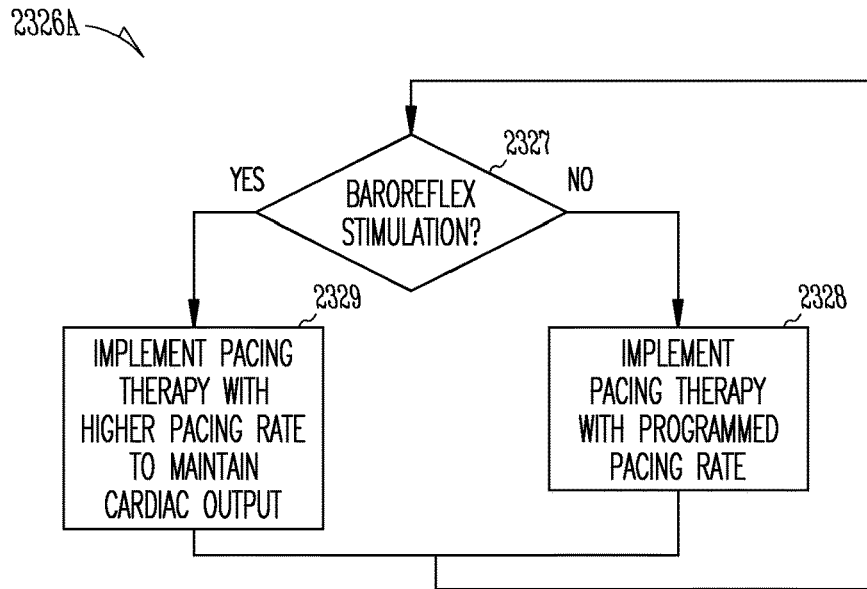 2326A
2327
YES
NO
BAROREFLEX
STIMULATION?
2329
IMPLEMENT PACING
THERAPY WITH
HIGHER PACING RATE
TO MAINTAIN
CARDIAC OUTPUT
2328
IMPLEMENT
PACING THERAPY
WITH PROGRAMMED
PACING RATE